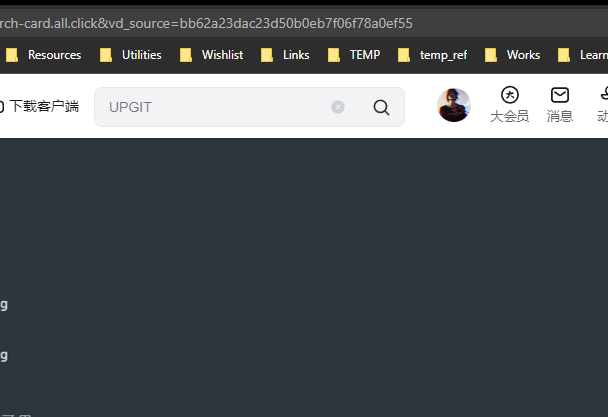 rch-card.all.click&vd_source=bb62a23dac23d50b0eb7f06f78a0ef55
Resources Utilities Wishlist Links TEMP temp_ref Works Learn
下载客户端 UPGIT 大会员 消息 动
g
g